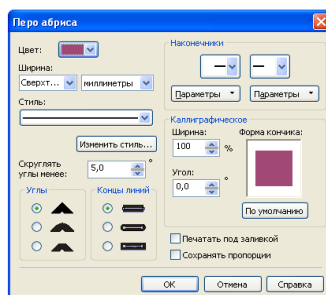 Перо абриса
Цвет:
Ширина:
Сверхт... миллиметры
Стиль:
Изменить стиль...
Скруглять
углы менее: 5,0 °
Углы
Концы линий
Наконечники
Параметры Параметры
Каллиграфическое
Ширина: Форма кончика:
100 %
Угол:
0,0 °
По умолчанию
Печатать под заливкой
Сохранять пропорции
ОК Отмена Справка